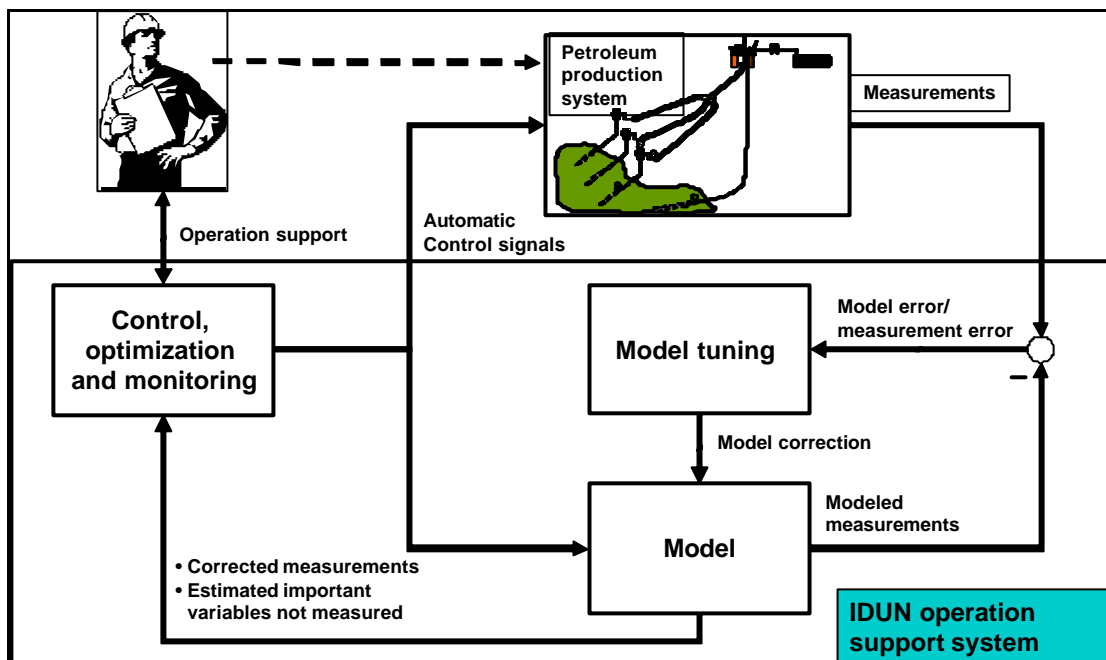 Petroleum
production
system
Measurements
Operation support
Automatic
Control signals
Control,
optimization
and monitoring
Model tuning
Model error/
measurement error
–
Model correction
Model
Modeled
measurements
• Corrected measurements
• Estimated important
variables not measured
IDUN operation
support system